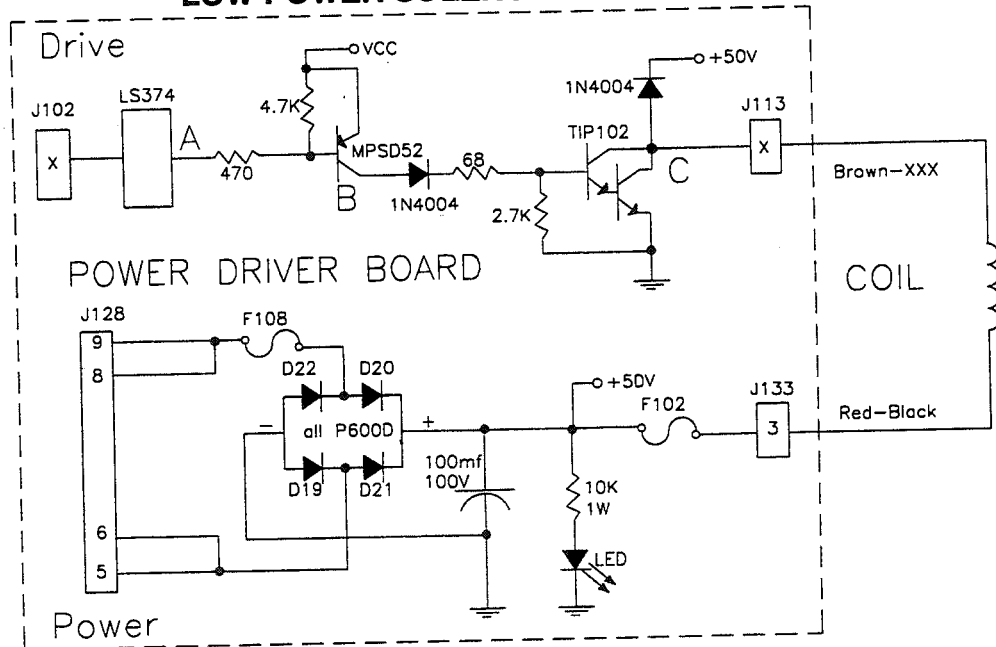 Drive
VCC
+50V
J102
LS374
4.7K
1N4004
J113
A
MPSD52
TIP102
X
470
B
68
C
X
1N4004
2.7K
Brown-XXX
POWER DRIVER BOARD
COIL
J128
F108
9
8
D22
D20
+50V
F102
J133
-
all P600D
+
Red-Black
3
D19
D21
100mf
100V
10K
1W
6
5
LED
Power